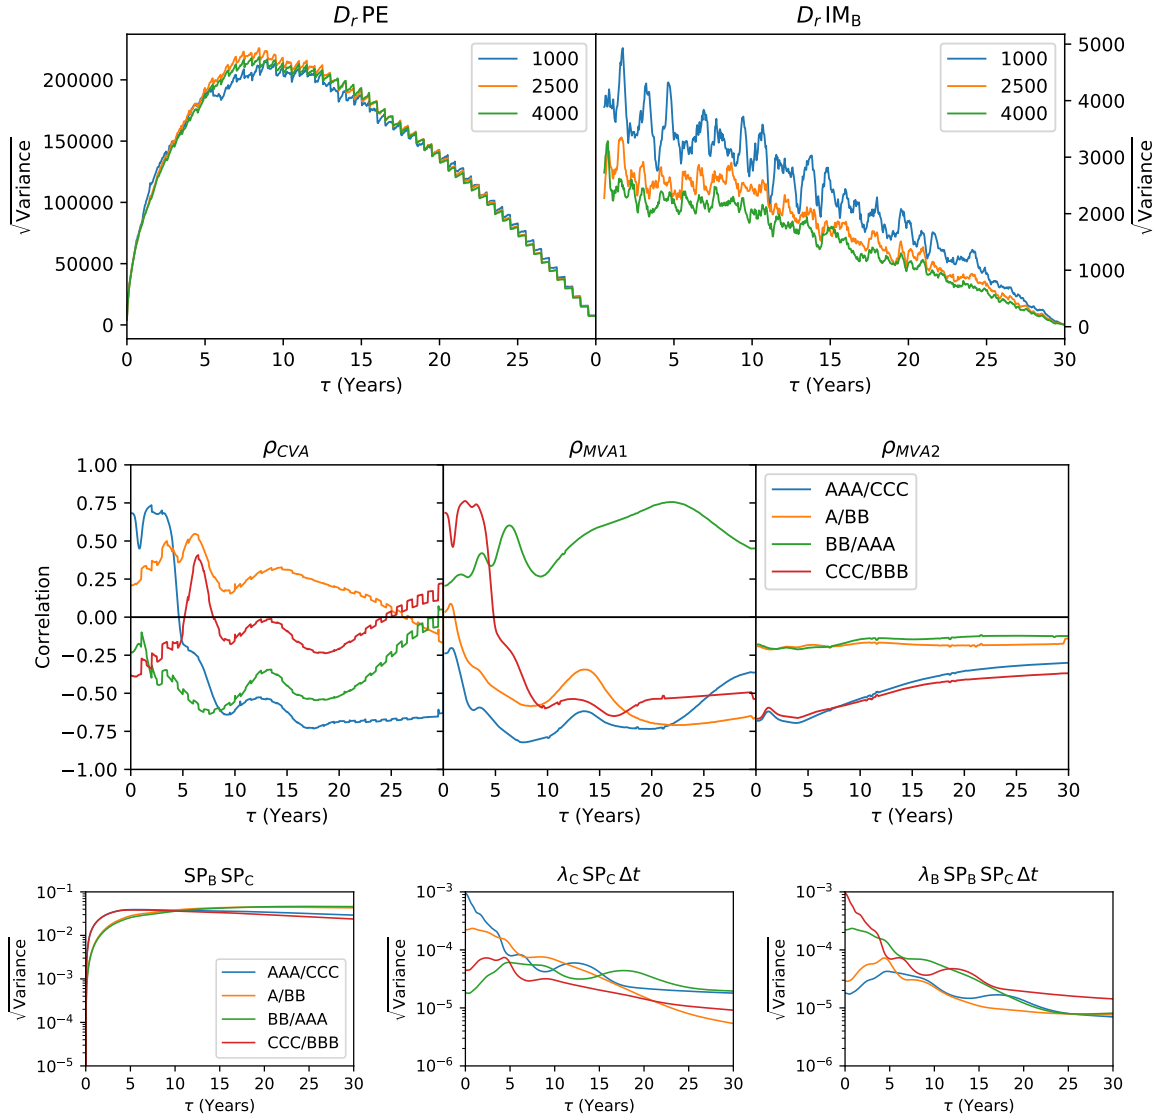 D_r PE
D_r IM_B
√Variance
200000
150000
100000
50000
0
1000
2500
4000
1000
2500
4000
5000
4000
3000
2000
1000
0
√Variance
0 5 10 15 20 25 0 5 10 15 20 25 30
τ (Years)
τ (Years)
ρ_CVA
ρ_MVA1
ρ_MVA2
Correlation
1.00
0.75
0.50
0.25
0.00
−0.25
−0.50
−0.75
−1.00
AAA/CCC
A/BB
BB/AAA
CCC/BBB
0 5 10 15 20 25 0 5 10 15 20 25 0 5 10 15 20 25 30
τ (Years)
τ (Years)
τ (Years)
SP_B SP_C
√Variance
10⁻¹
10⁻²
10⁻³
10⁻⁴
10⁻⁵
AAA/CCC
A/BB
BB/AAA
CCC/BBB
0 5 10 15 20 25 30
τ (Years)
λ_C SP_C Δt
√Variance
10⁻³
10⁻⁴
10⁻⁵
10⁻⁶
0 5 10 15 20 25 30
τ (Years)
λ_B SP_B SP_C Δt
√Variance
10⁻³
10⁻⁴
10⁻⁵
10⁻⁶
0 5 10 15 20 25 30
τ (Years)